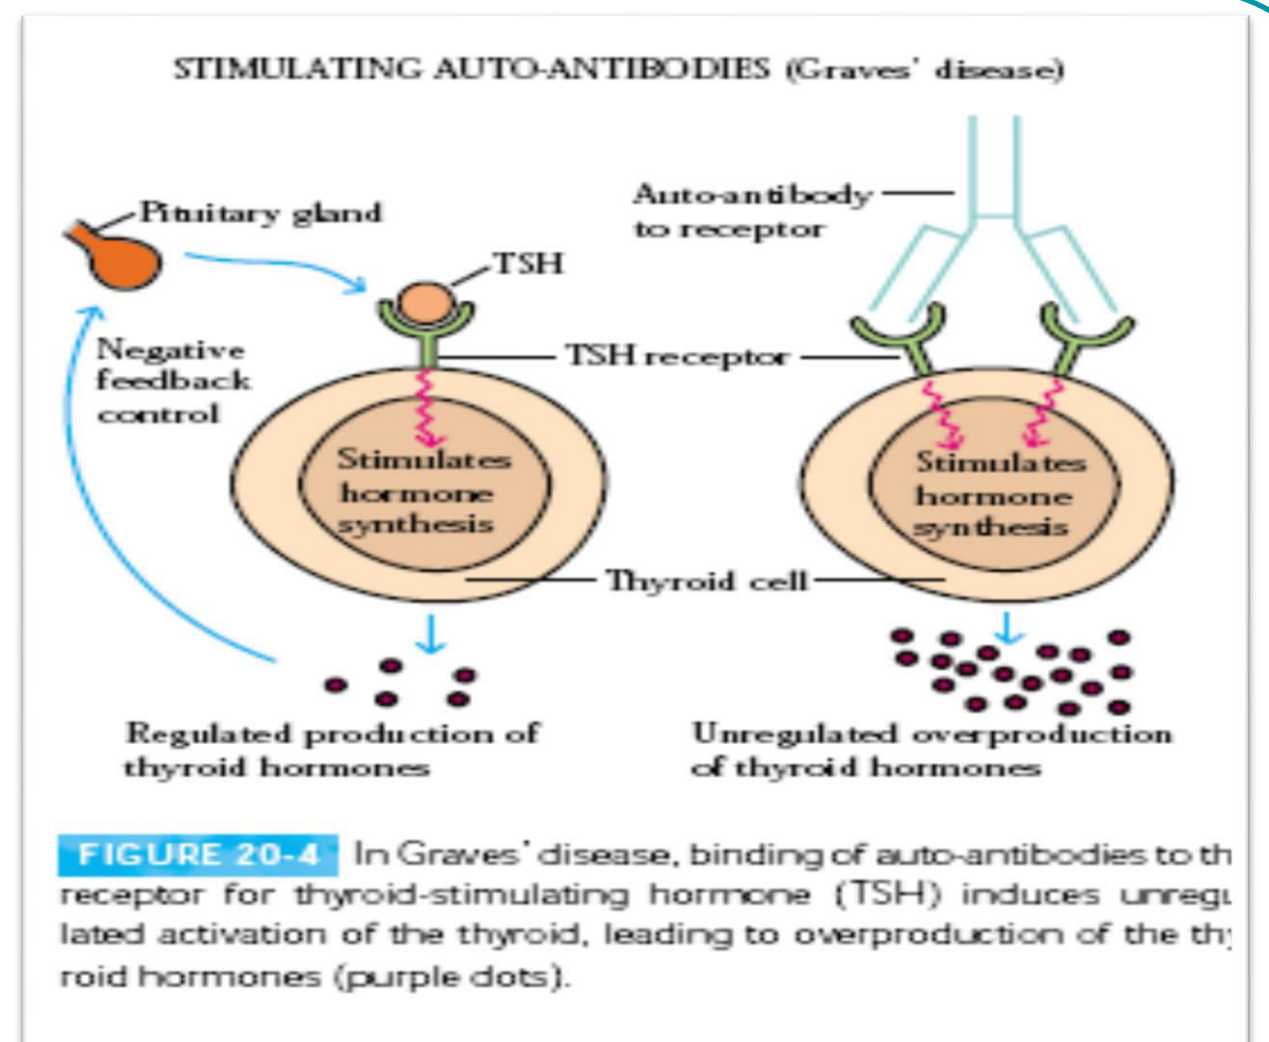 STIMULATING AUTO-ANTIBODIES (Graves' disease)
Pituitary gland
TSH
Negative
feedback
control
Auto-antibody
to receptor
TSH receptor
Stimulates
hormone
synthesis
Stimulates
hormone
synthesis
Thyroid cell
Regulated production of
thyroid hormones
Unregulated overproduction
of thyroid hormones
FIGURE 20-4 In Graves' disease, binding of auto-antibodies to th
receptor for thyroid-stimulating hormone (TSH) induces unregu
lated activation of the thyroid, leading to overproduction of the thy
roid hormones (purple dots).